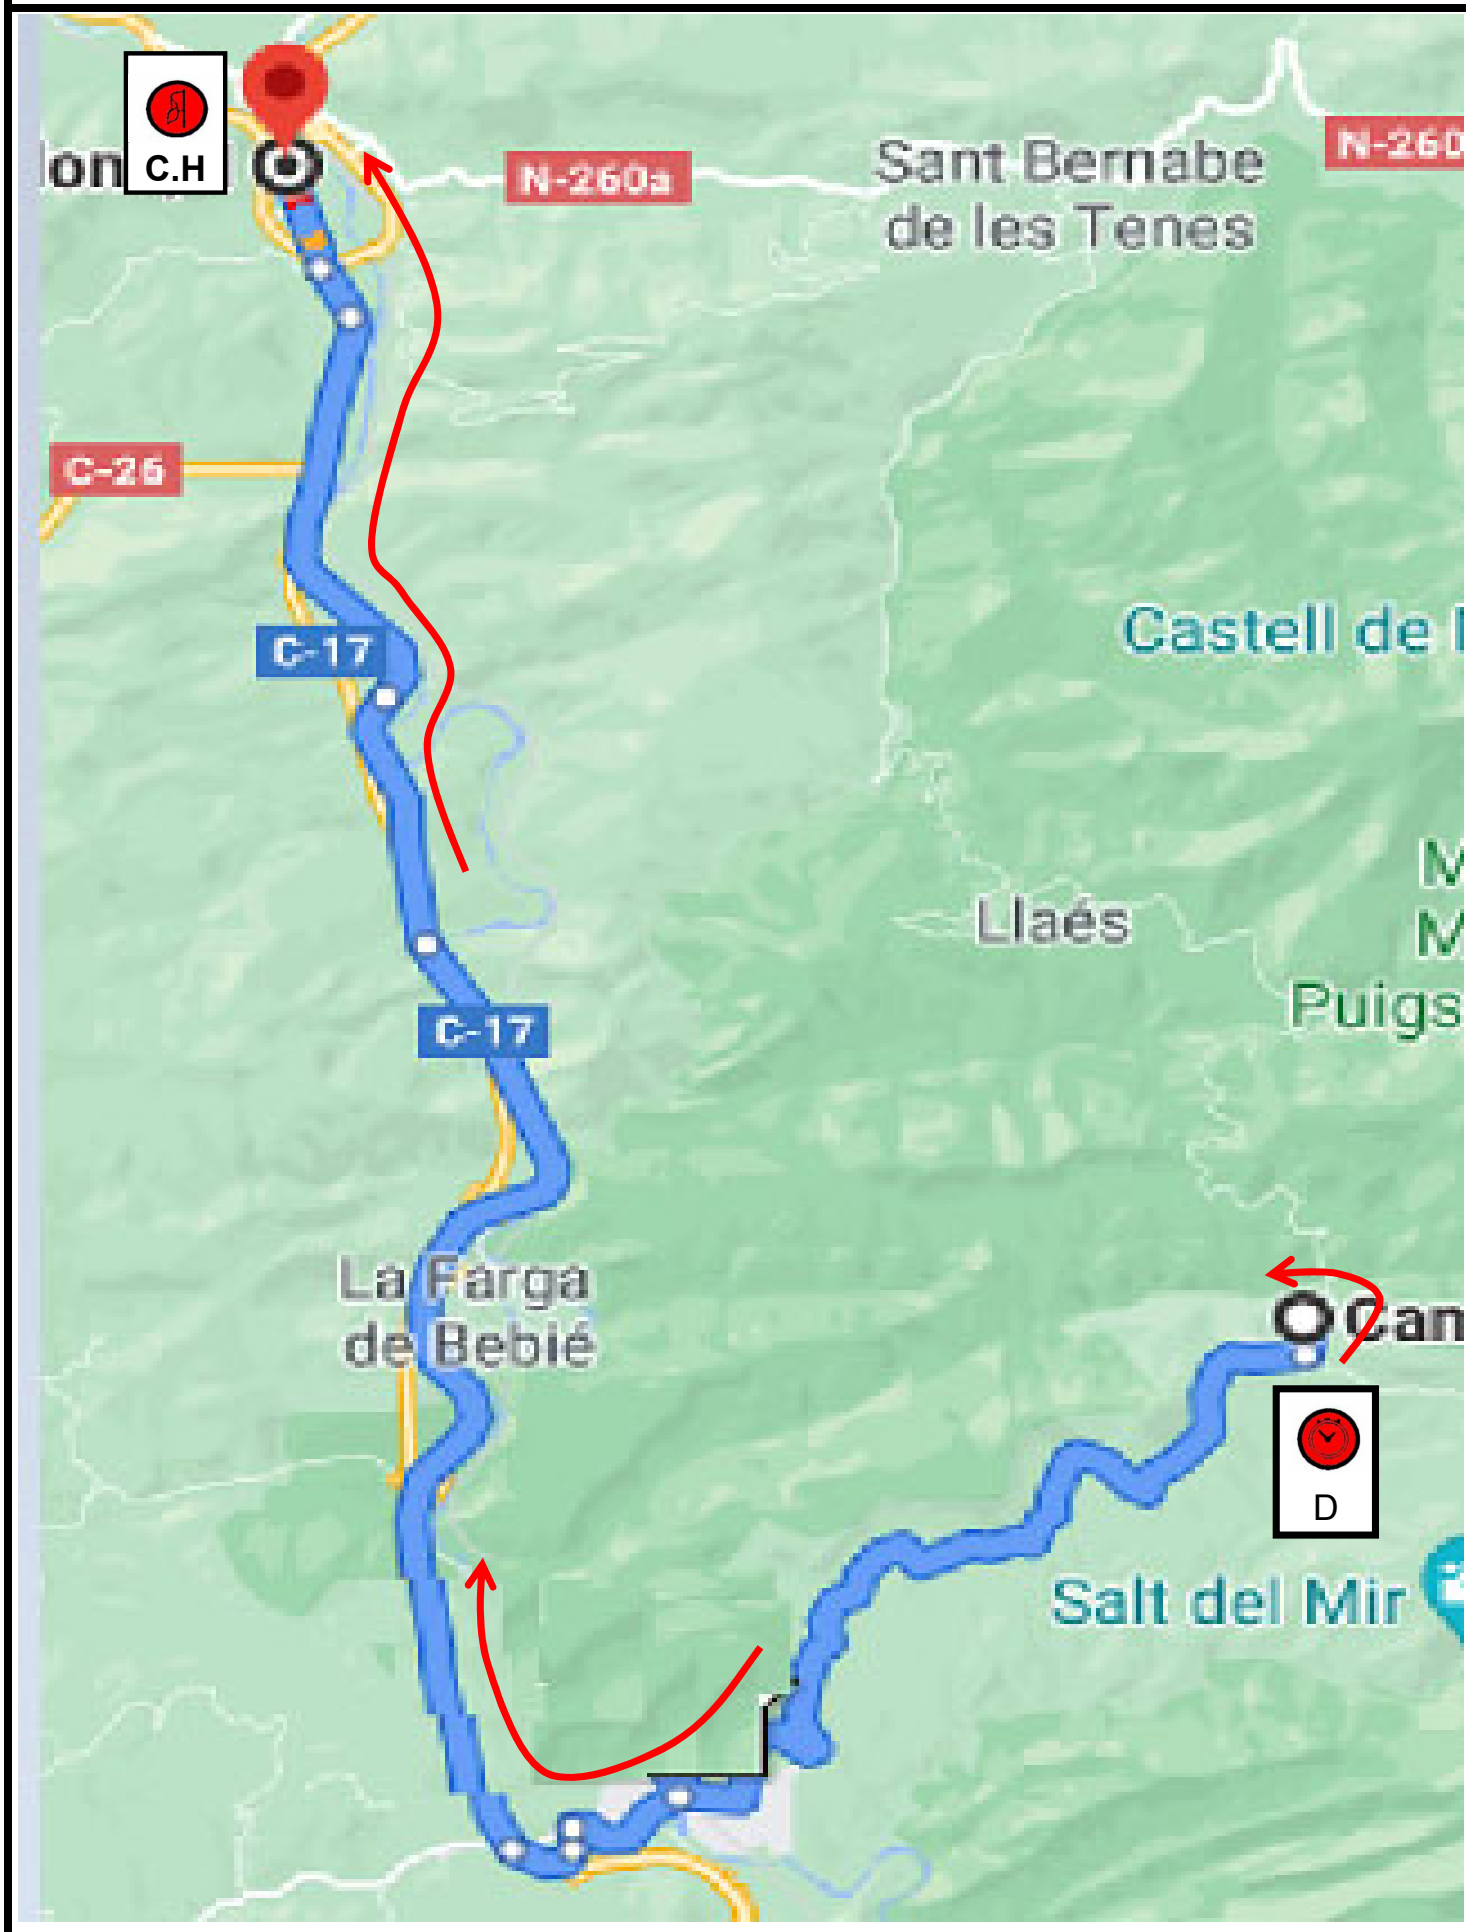 C.H
N-260a
Sant Bernabe
de les Tenes
N-260
C-26
C-17
Castell de
Llaés
Puigs
C-17
La Farga
de Bebié
Cam
D
Salt del Mir